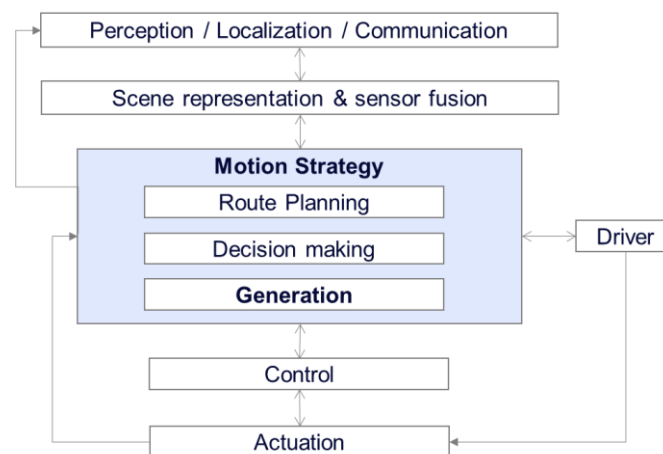 Perception / Localization / Communication
Scene representation & sensor fusion
Motion Strategy
Route Planning
Decision making
Driver
Generation
Control
Actuation